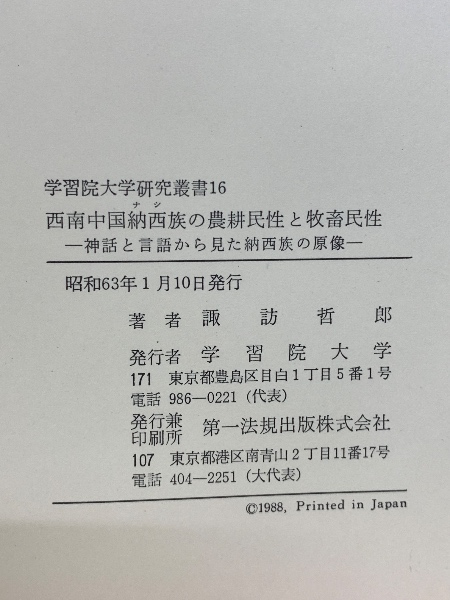 学習院大学研究叢書16
ナシ
西南中国納西族の農耕民性と牧畜民性
―神話と言語から見た納西族の原像―
昭和63年1月10日発行
著者 諏訪哲郎
発行者 学習院大学
171 東京都豊島区目白1丁目5番1号
電話 986―0221 (代表)
発行兼
印刷所 第一法規出版株式会社
107 東京都港区南青山2丁目11番17号
電話 404―2251 (大代表)
©1988, Printed in Japan